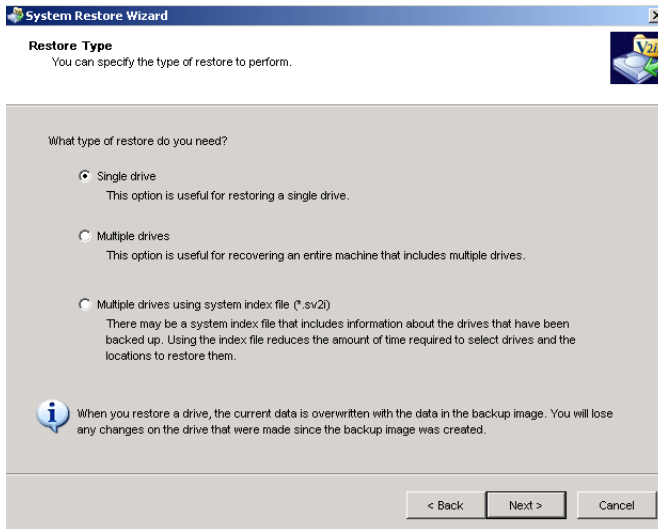 System Restore Wizard
Restore Type
You can specify the type of restore to perform.
V2i
What type of restore do you need?
Single drive
This option is useful for restoring a single drive.
Multiple drives
This option is useful for recovering an entire machine that includes multiple drives.
Multiple drives using system index file (*.sv2i)
There may be a system index file that includes information about the drives that have been
backed up. Using the index file reduces the amount of time required to select drives and the
locations to restore them.
When you restore a drive, the current data is overwritten with the data in the backup image. You will lose
any changes on the drive that were made since the backup image was created.
< Back Next > Cancel